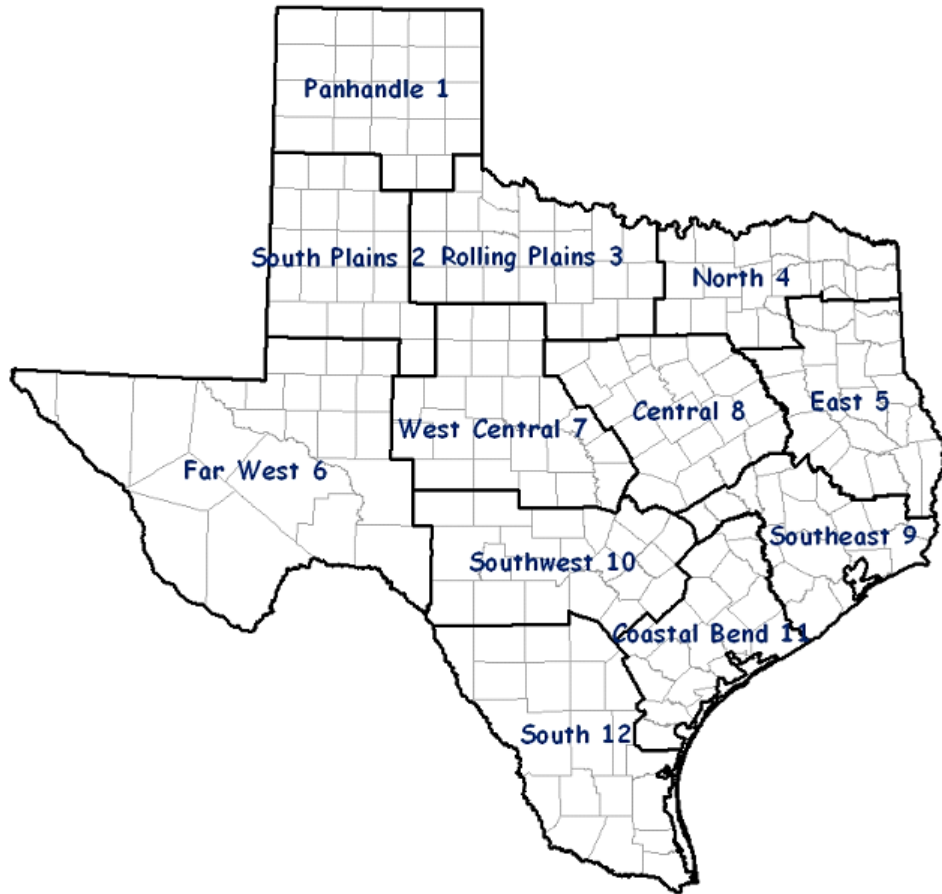 Panhandle 1
South Plains 2
Rolling Plains 3
North 4
East 5
Central 8
West Central 7
Far West 6
Southeast 9
Southwest 10
Coastal Bend 11
South 12